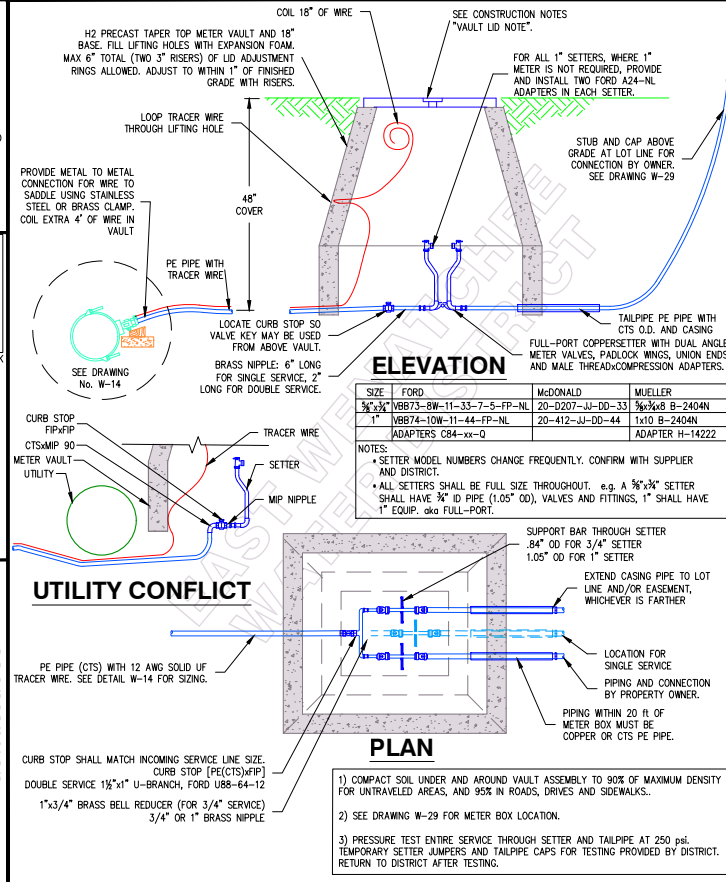 COIL 18" OF WIRE
SEE CONSTRUCTION NOTES
"VAULT LID NOTE".
H2 PRECAST TAPER TOP METER VAULT AND 18"
BASE. FILL LIFTING HOLES WITH EXPANSION FOAM.
MAX 6" TOTAL (TWO 3" RISERS) OF LID ADJUSTMENT
RINGS ALLOWED. ADJUST TO WITHIN 1" OF FINISHED
GRADE WITH RISERS.
FOR ALL 1" SETTERS, WHERE 1"
METER IS NOT REQUIRED, PROVIDE
AND INSTALL TWO FORD A24-NL
ADAPTERS IN EACH SETTER.
LOOP TRACER WIRE
THROUGH LIFTING HOLE
STUB AND CAP ABOVE
GRADE AT LOT LINE FOR
CONNECTION BY OWNER.
SEE DRAWING W-29
PROVIDE METAL TO METAL
CONNECTION FOR WIRE TO
SADDLE USING STAINLESS
STEEL OR BRASS CLAMP.
COIL EXTRA 4' OF WIRE IN
VAULT
48"
COVER
PE PIPE WITH
TRACER WIRE
SEE DRAWING
No. W-14
LOCATE CURB STOP SO
VALVE KEY MAY BE USED
FROM ABOVE VAULT.
BRASS NIPPLE: 6" LONG
FOR SINGLE SERVICE, 2"
LONG FOR DOUBLE SERVICE.
TAILPIPE PE PIPE WITH
CTS O.D. AND CASING
FULL-PORT COPPERSETTER WITH DUAL ANGLE
METER VALVES, PADLOCK WINGS, UNION ENDS
AND MALE THREADxCOMPRESSION ADAPTERS.
ELEVATION
SIZE FORD McDONALD MUELLER
⅝"x¾" VBB73-8W-11-33-7-5-FP-NL 20-D207-JJ-DD-33 ⅝x¾x8 B-2404N
1" VBB74-10W-11-44-FP-NL 20-412-JJ-DD-44 1x10 B-2404N
ADAPTERS C84-xx-Q ADAPTER H-14222
NOTES:
• SETTER MODEL NUMBERS CHANGE FREQUENTLY. CONFIRM WITH SUPPLIER
AND DISTRICT.
• ALL SETTERS SHALL BE FULL SIZE THROUGHOUT. e.g. A ⅝"x¾" SETTER
SHALL HAVE ¾" ID PIPE (1.05" OD), VALVES AND FITTINGS, 1" SHALL HAVE
1" EQUIP. aka FULL-PORT.
CURB STOP
FIPxFIP
CTSxMIP 90
METER VAULT
UTILITY
TRACER WIRE
SETTER
MIP NIPPLE
UTILITY CONFLICT
EAST WENATCHEE
WATER DISTRICT
SUPPORT BAR THROUGH SETTER
.84" OD FOR 3/4" SETTER
1.05" OD FOR 1" SETTER
EXTEND CASING PIPE TO LOT
LINE AND/OR EASEMENT,
WHICHEVER IS FARTHER
LOCATION FOR
SINGLE SERVICE
PIPING AND CONNECTION
BY PROPERTY OWNER.
PIPING WITHIN 20 ft OF
METER BOX MUST BE
COPPER OR CTS PE PIPE.
PE PIPE (CTS) WITH 12 AWG SOLID UF
TRACER WIRE. SEE DETAIL W-14 FOR SIZING.
CURB STOP SHALL MATCH INCOMING SERVICE LINE SIZE.
CURB STOP [PE(CTS)xFIP]
DOUBLE SERVICE 1½"x1" U-BRANCH, FORD U88-64-12
1"x3/4" BRASS BELL REDUCER (FOR 3/4" SERVICE)
3/4" OR 1" BRASS NIPPLE
PLAN
1) COMPACT SOIL UNDER AND AROUND VAULT ASSEMBLY TO 90% OF MAXIMUM DENSITY
FOR UNTRAVELED AREAS, AND 95% IN ROADS, DRIVES AND SIDEWALKS..
2) SEE DRAWING W-29 FOR METER BOX LOCATION.
3) PRESSURE TEST ENTIRE SERVICE THROUGH SETTER AND TAILPIPE AT 250 psi.
TEMPORARY SETTER JUMPERS AND TAILPIPE CAPS FOR TESTING PROVIDED BY DISTRICT.
RETURN TO DISTRICT AFTER TESTING.